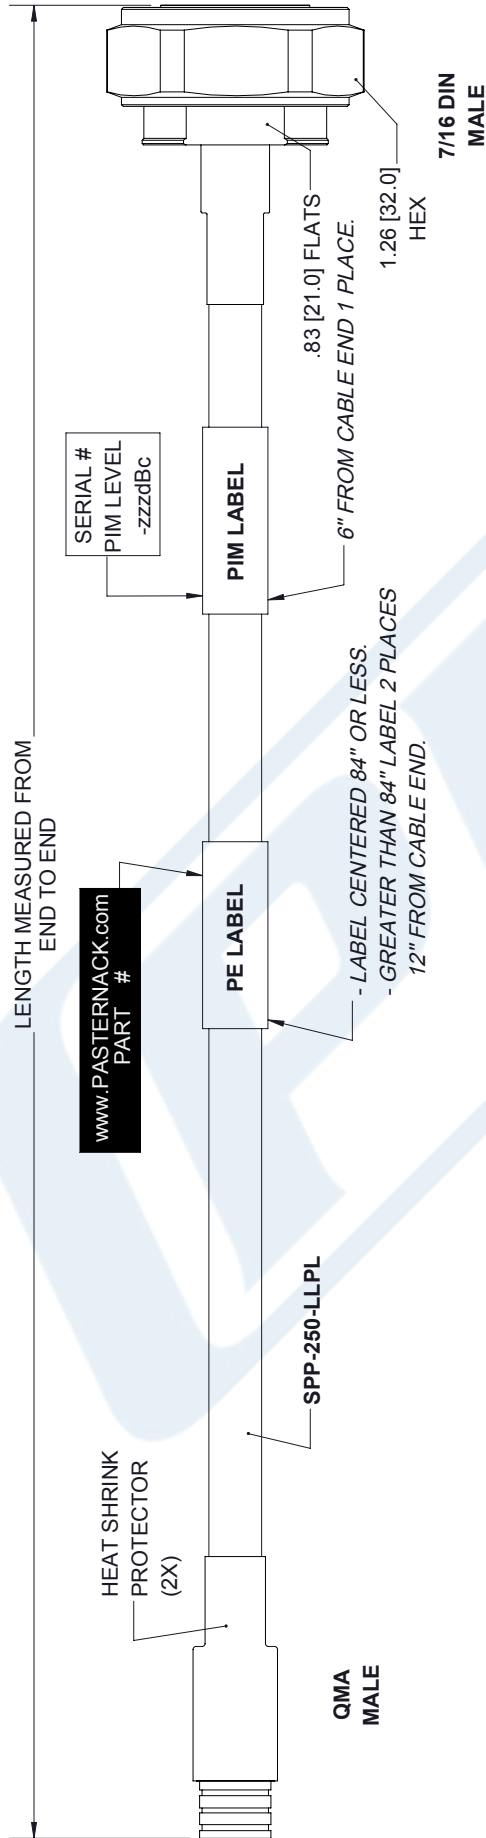 LENGTH MEASURED FROM
END TO END
HEAT SHRINK
PROTECTOR
(2X)
www.PASTERNACK.com
PART #
SERIAL #
PIM LEVEL
-zzzdBc
PE LABEL
PIM LABEL
QMA
MALE
SPP-250-LLPL
- LABEL CENTERED 84" OR LESS.
- GREATER THAN 84" LABEL 2 PLACES
12" FROM CABLE END.
6" FROM CABLE END 1 PLACE.
.83 [21.0] FLATS
1.26 [32.0]
HEX
7/16 DIN
MALE